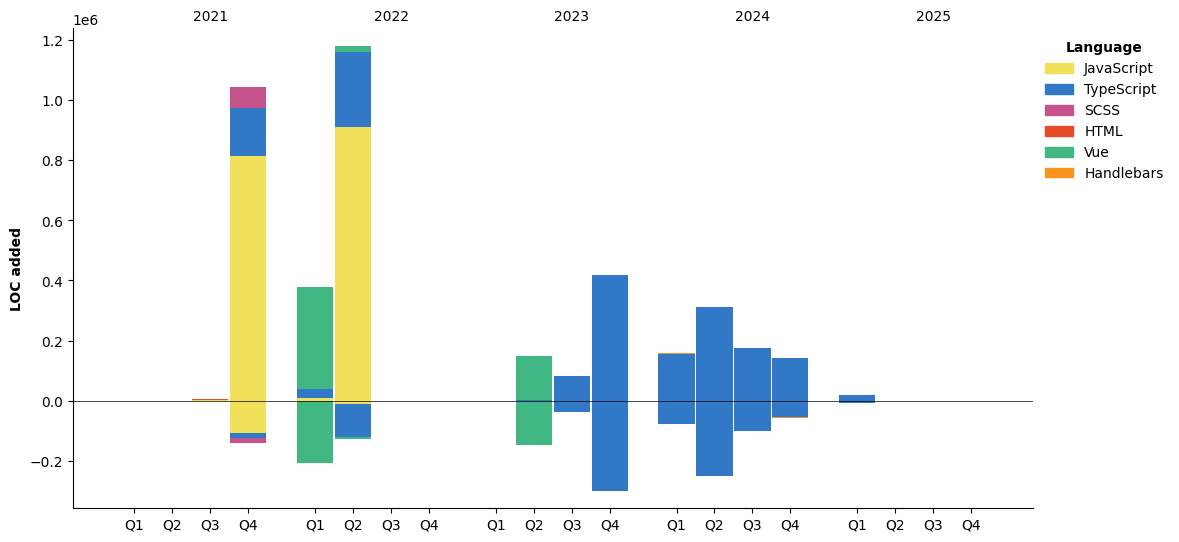 1e6
2021 2022 2023 2024 2025
1.2
1.0
0.8
0.6
0.4
0.2
0.0
−0.2
LOC added
Q1 Q2 Q3 Q4 Q1 Q2 Q3 Q4 Q1 Q2 Q3 Q4 Q1 Q2 Q3 Q4 Q1 Q2 Q3 Q4
Language
JavaScript
TypeScript
SCSS
HTML
Vue
Handlebars